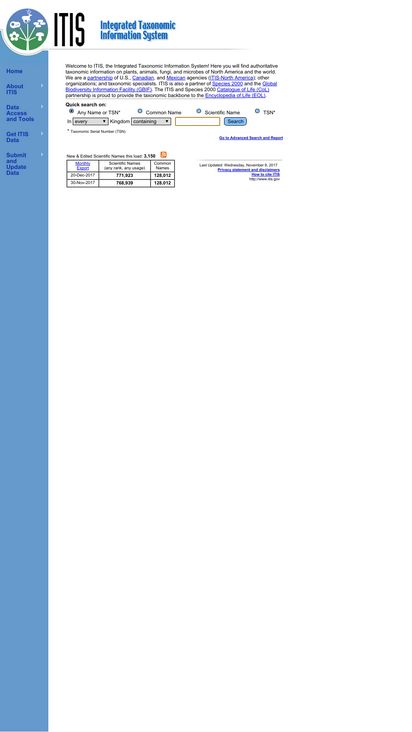 ITIS
Integrated Taxonomic
Information System
Home
About
ITIS
Data
Access
and Tools
Get ITIS
Data
Submit
and
Update
Data
Welcome to ITIS, the Integrated Taxonomic Information System! Here you will find authoritative
taxonomic information on plants, animals, fungi, and microbes of North America and the world.
We are a partnership of U.S., Canadian, and Mexican agencies (ITIS-North America); other
organizations; and taxonomic specialists. ITIS is also a partner of Species 2000 and the Global
Biodiversity Information Facility (GBIF). The ITIS and Species 2000 Catalogue of Life (CoL)
partnership is proud to provide the taxonomic backbone to the Encyclopedia of Life (EOL).
Quick search on:
Any Name or TSN* Common Name Scientific Name TSN*
In every Kingdom containing Search
* Taxonomic Serial Number (TSN)
Go to Advanced Search and Report
New & Edited Scientific Names this load: 3,150
Monthly Export Scientific Names (any rank, any usage) Common Names
20-Dec-2017 771,923 128,012
30-Nov-2017 768,939 128,012
Last Updated: Wednesday, November 8, 2017
Privacy statement and disclaimers
How to cite ITIS
http://www.itis.gov